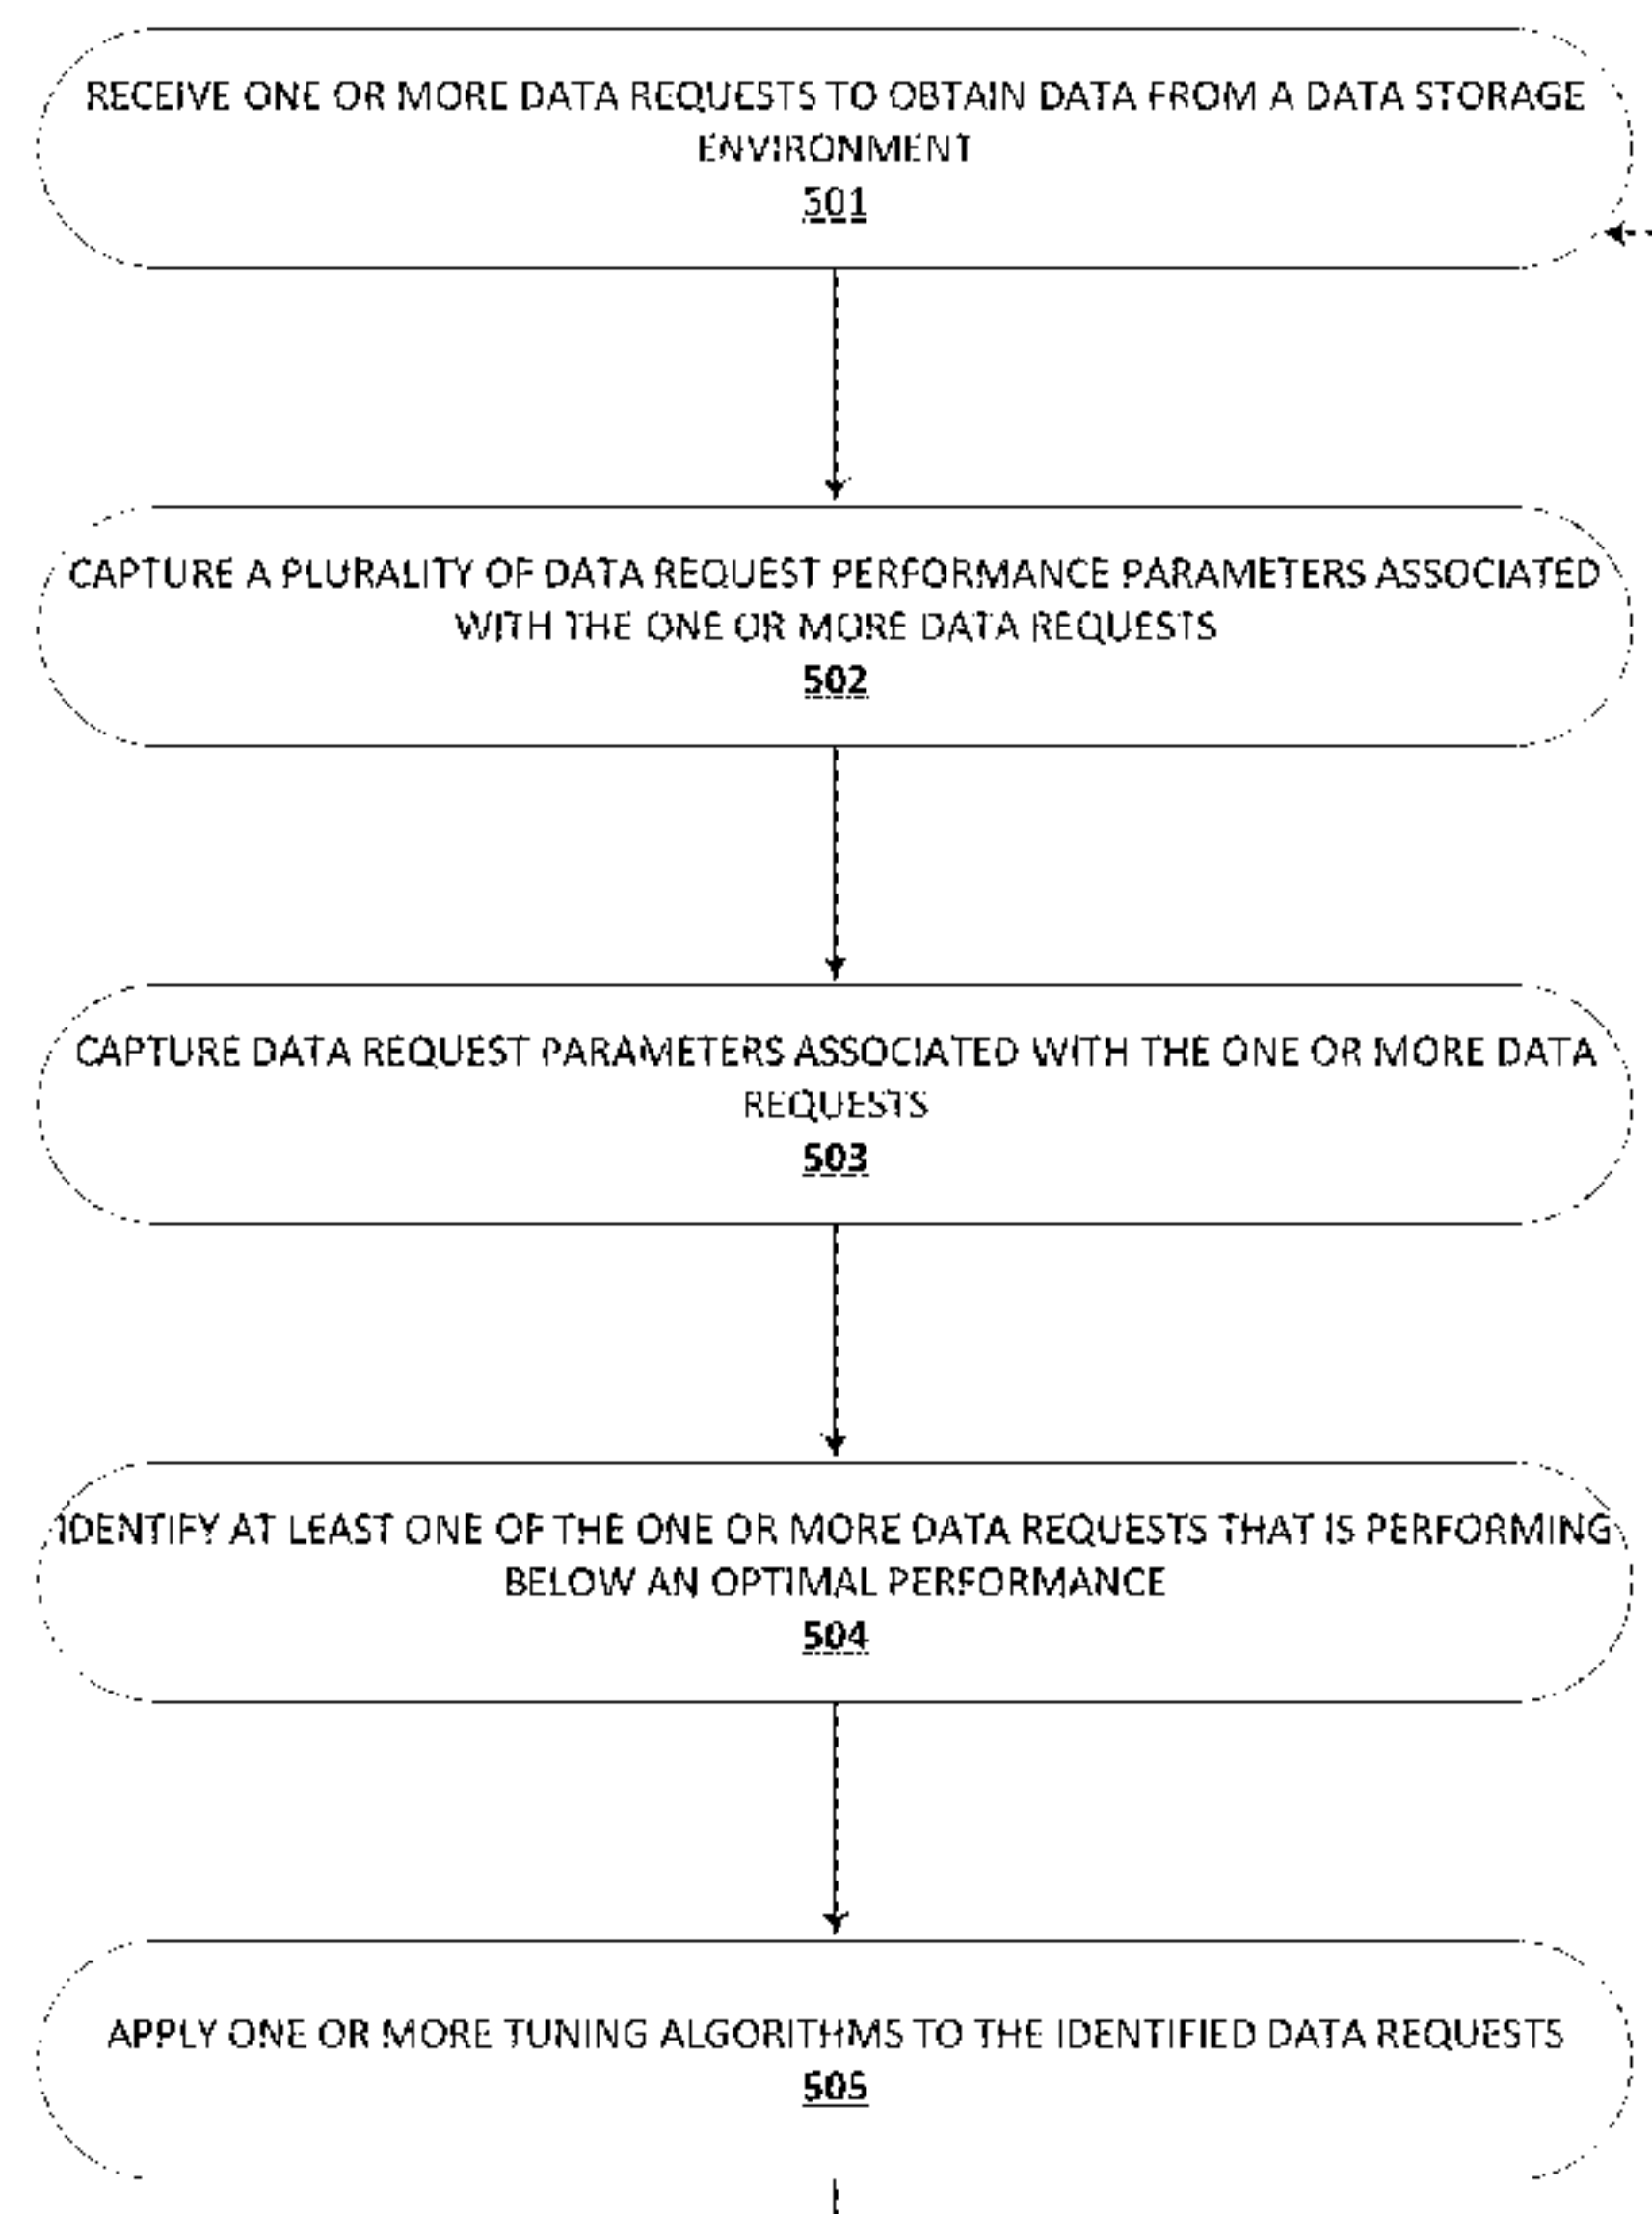 RECEIVE ONE OR MORE DATA REQUESTS TO OBTAIN DATA FROM A DATA STORAGE
ENVIRONMENT
501
CAPTURE A PLURALITY OF DATA REQUEST PERFORMANCE PARAMETERS ASSOCIATED
WITH THE ONE OR MORE DATA REQUESTS
502
CAPTURE DATA REQUEST PARAMETERS ASSOCIATED WITH THE ONE OR MORE DATA
REQUESTS
503
IDENTIFY AT LEAST ONE OF THE ONE OR MORE DATA REQUESTS THAT IS PERFORMING
BELOW AN OPTIMAL PERFORMANCE
504
APPLY ONE OR MORE TUNING ALGORITHMS TO THE IDENTIFIED DATA REQUESTS
505